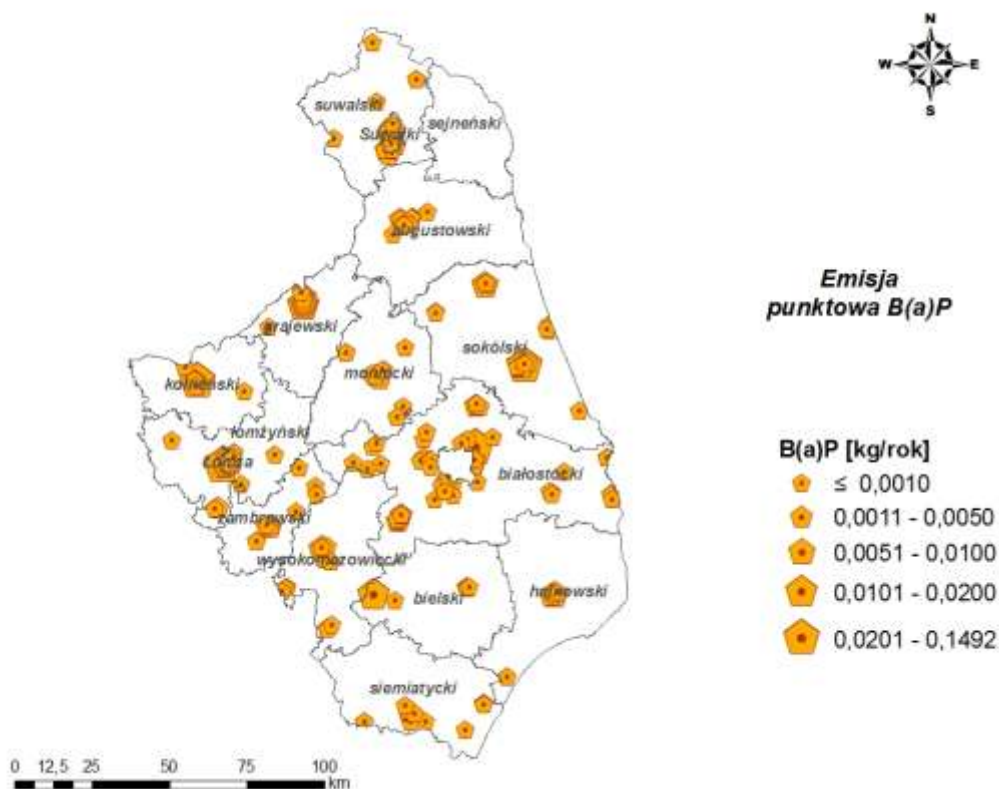 N
W E
S
suwalski
sejneński
Suwałki
augustowski
Emisja
punktowa B(a)P
grajewski
sokólski
moniecki
kolneński
B(a)P [kg/rok]
łomżyński
Łomża
białostocki
≤ 0,0010
0,0011 - 0,0050
zambrowski
0,0051 - 0,0100
wysokomazowiecki
0,0101 - 0,0200
bielski
hajnowski
0,0201 - 0,1492
siemiatycki
0 12,5 25 50 75 100
km